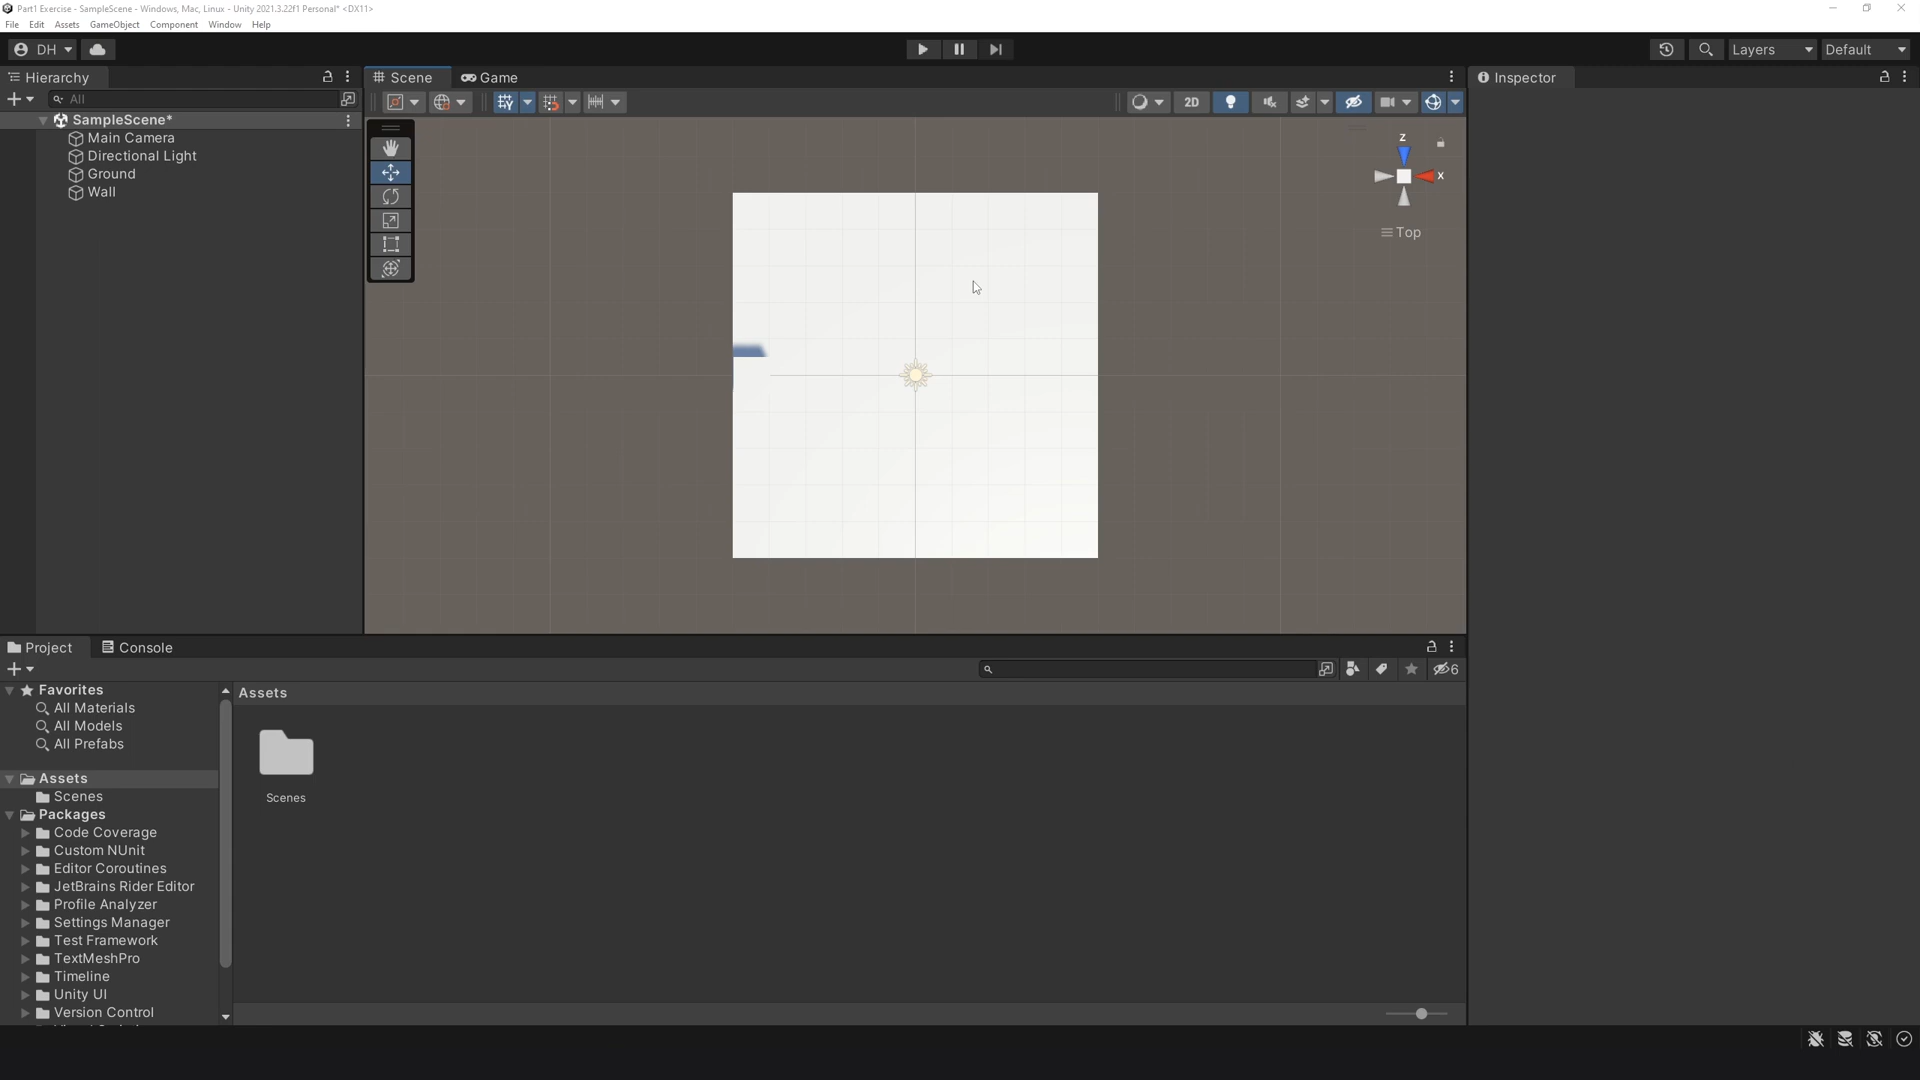 Part1 Exercise - SampleScene - Windows, Mac, Linux - Unity 2021.3.22f1 Personal* <DX11>
File Edit Assets GameObject Component Window Help
DH Layers Default
Hierarchy Scene Game Inspector
All 2D
SampleScene*
Main Camera
Directional Light
Ground
Wall
z
x
Top
Project Console
6
Favorites Assets
All Materials
All Models
All Prefabs
Assets
Scenes Scenes
Packages
Code Coverage
Custom NUnit
Editor Coroutines
JetBrains Rider Editor
Profile Analyzer
Settings Manager
Test Framework
TextMeshPro
Timeline
Unity UI
Version Control